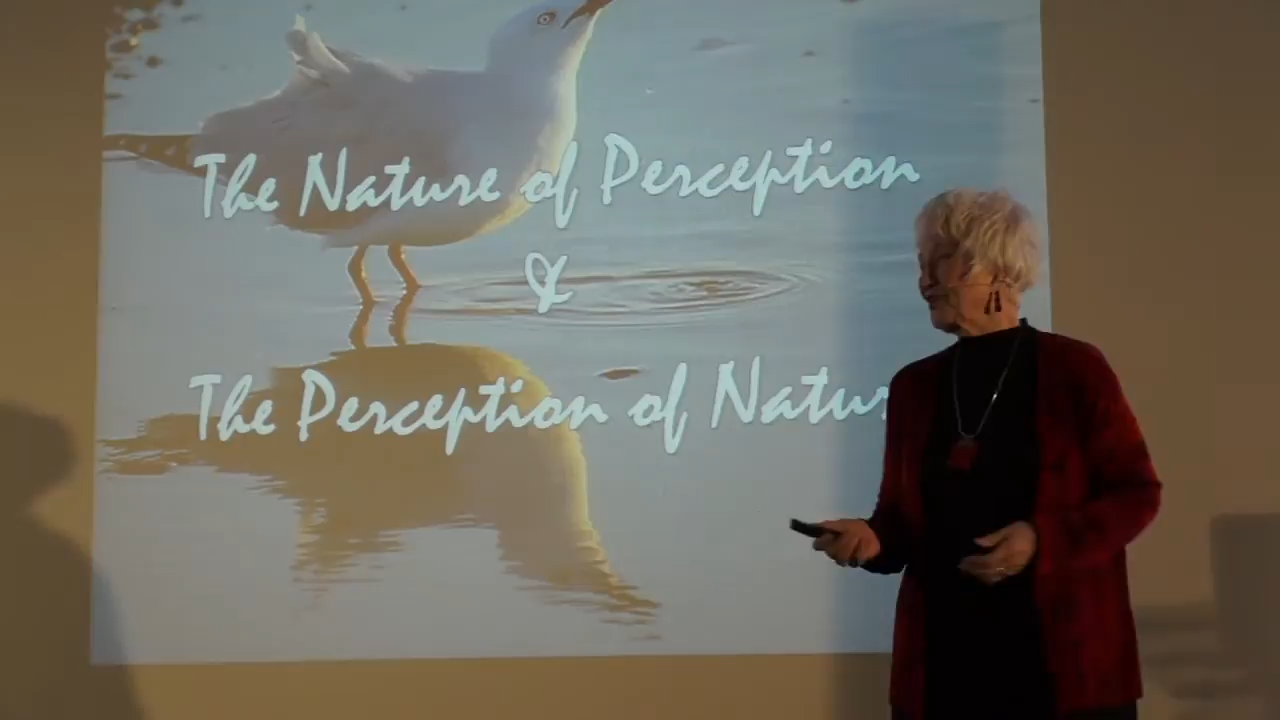 The Nature of Perception
&
The Perception of Natur